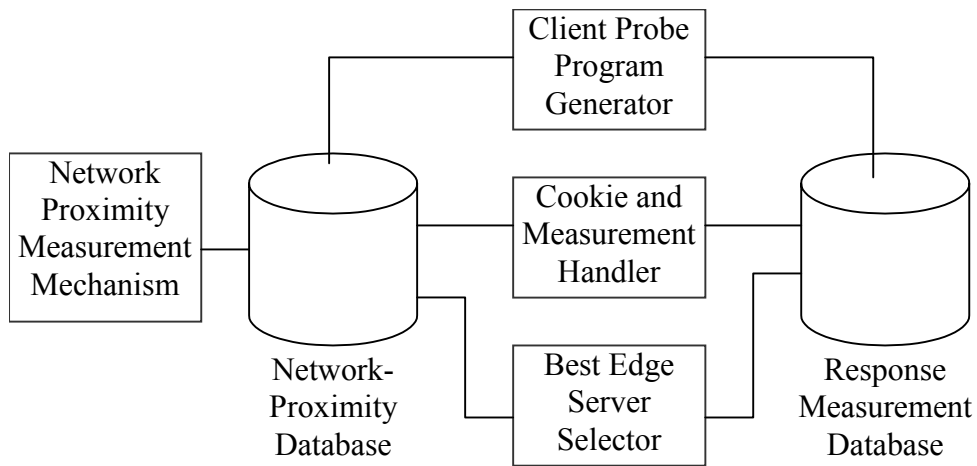 Client Probe
Program
Generator
Network
Proximity
Measurement
Mechanism
Cookie and
Measurement
Handler
Network-
Proximity
Database
Best Edge
Server
Selector
Response
Measurement
Database